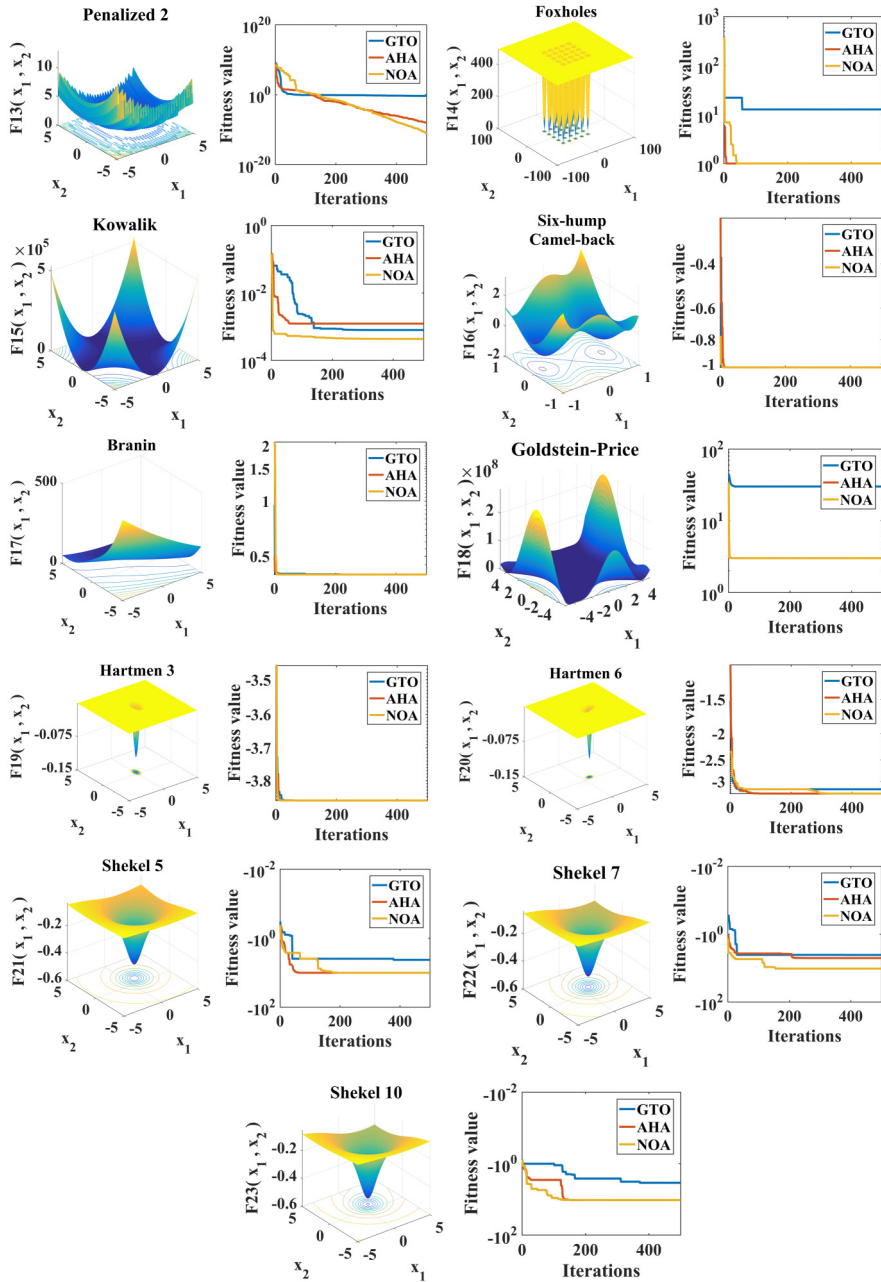 Penalized 2
F13( x1 , x2 )
10
5
0
5
0
-5
-5
0
5
x2
x1
Fitness value
10^20
10^0
10^-20
GTO
AHA
NOA
0
200
400
Iterations
Foxholes
F14( x1 , x2 )
400
300
200
100
0
100
0
-100
-100
0
100
x2
x1
Fitness value
10^3
10^2
10^1
10^0
GTO
AHA
NOA
0
200
400
Iterations
Kowalik
F15( x1 , x2 ) ×10^5
5
0
5
0
-5
-5
0
5
x2
x1
Fitness value
10^0
10^-2
10^-4
GTO
AHA
NOA
0
200
400
Iterations
Six-hump
Camel-back
F16( x1 , x2 )
2
0
-2
1
0
-1
-1
0
1
x2
x1
Fitness value
-0.4
-0.6
-0.8
-1
GTO
AHA
NOA
0
200
400
Iterations
Branin
F17( x1 , x2 )
500
0
5
0
-5
-5
0
5
x2
x1
Fitness value
2
1.5
1
0.5
GTO
AHA
NOA
0
200
400
Iterations
Goldstein-Price
F18( x1 , x2 ) ×10^8
2
1
0
4
2
0
-2
-4
-4
-2
0
2
4
x2
x1
Fitness value
10^2
10^1
10^0
GTO
AHA
NOA
0
200
400
Iterations
Hartmen 3
F19( x1 , x2 )
-0.075
-0.15
5
0
-5
-5
0
5
x2
x1
Fitness value
-3.5
-3.6
-3.7
-3.8
GTO
AHA
NOA
0
200
400
Iterations
Hartmen 6
F20( x1 , x2 )
-0.075
-0.15
5
0
-5
-5
0
5
x2
x1
Fitness value
-1.5
-2
-2.5
-3
GTO
AHA
NOA
0
200
400
Iterations
Shekel 5
F21( x1 , x2 )
-0.2
-0.4
-0.6
5
0
-5
-5
0
5
x2
x1
Fitness value
-10^-2
-10^0
-10^2
GTO
AHA
NOA
0
200
400
Iterations
Shekel 7
F22( x1 , x2 )
-0.2
-0.4
-0.6
5
0
-5
-5
0
5
x2
x1
Fitness value
-10^-2
-10^0
-10^2
GTO
AHA
NOA
0
200
400
Iterations
Shekel 10
F23( x1 , x2 )
-0.2
-0.4
-0.6
5
0
-5
-5
0
5
x2
x1
Fitness value
-10^-2
-10^0
-10^2
GTO
AHA
NOA
0
200
400
Iterations